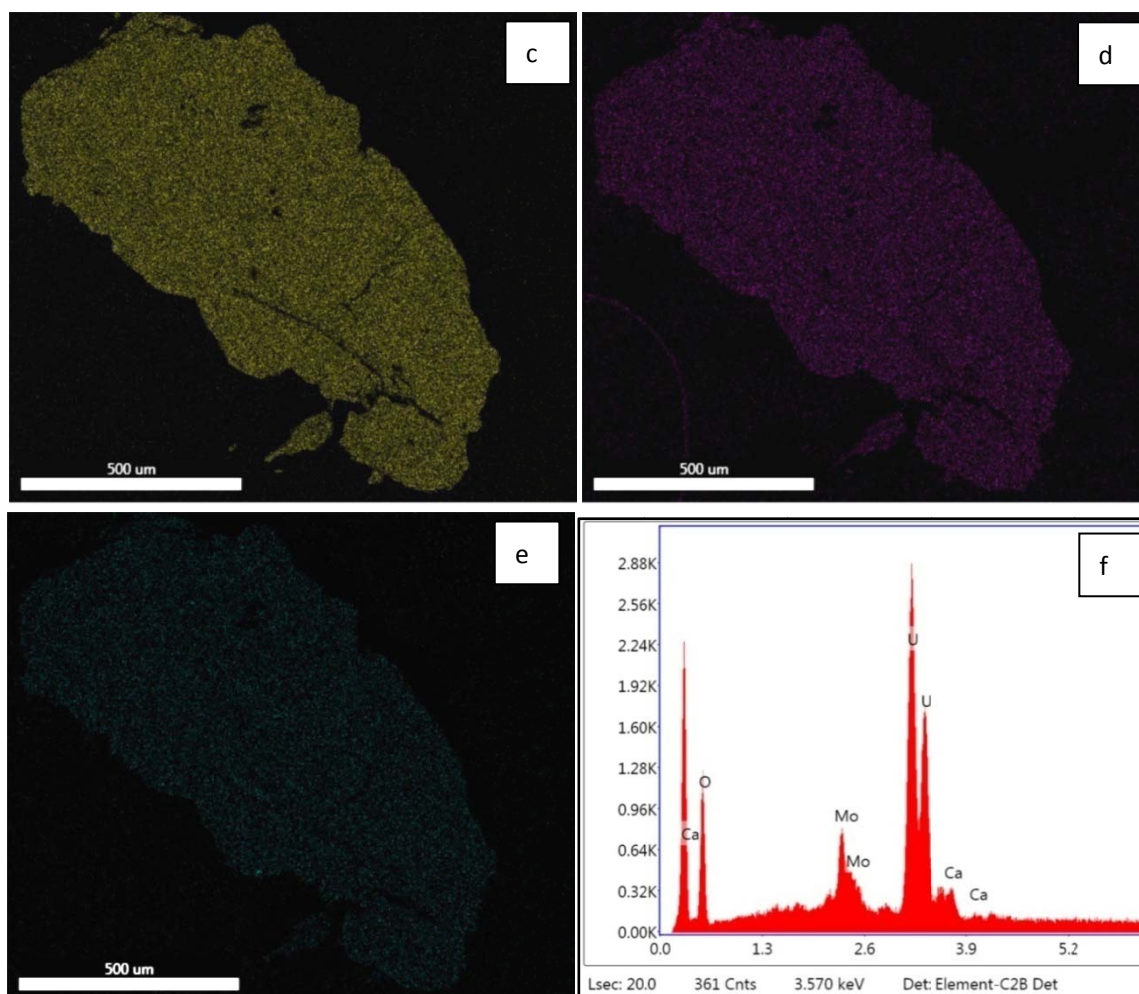 c
d
500 um
500 um
e
f
500 um
2.88K
2.56K
2.24K
1.92K
1.60K
1.28K
0.96K
0.64K
0.32K
0.00K
U
U
O
Ca
Mo
Mo
Ca
Ca
0.0 1.3 2.6 3.9 5.2
Lsec: 20.0 361 Cnts 3.570 keV Det: Element-C2B Det